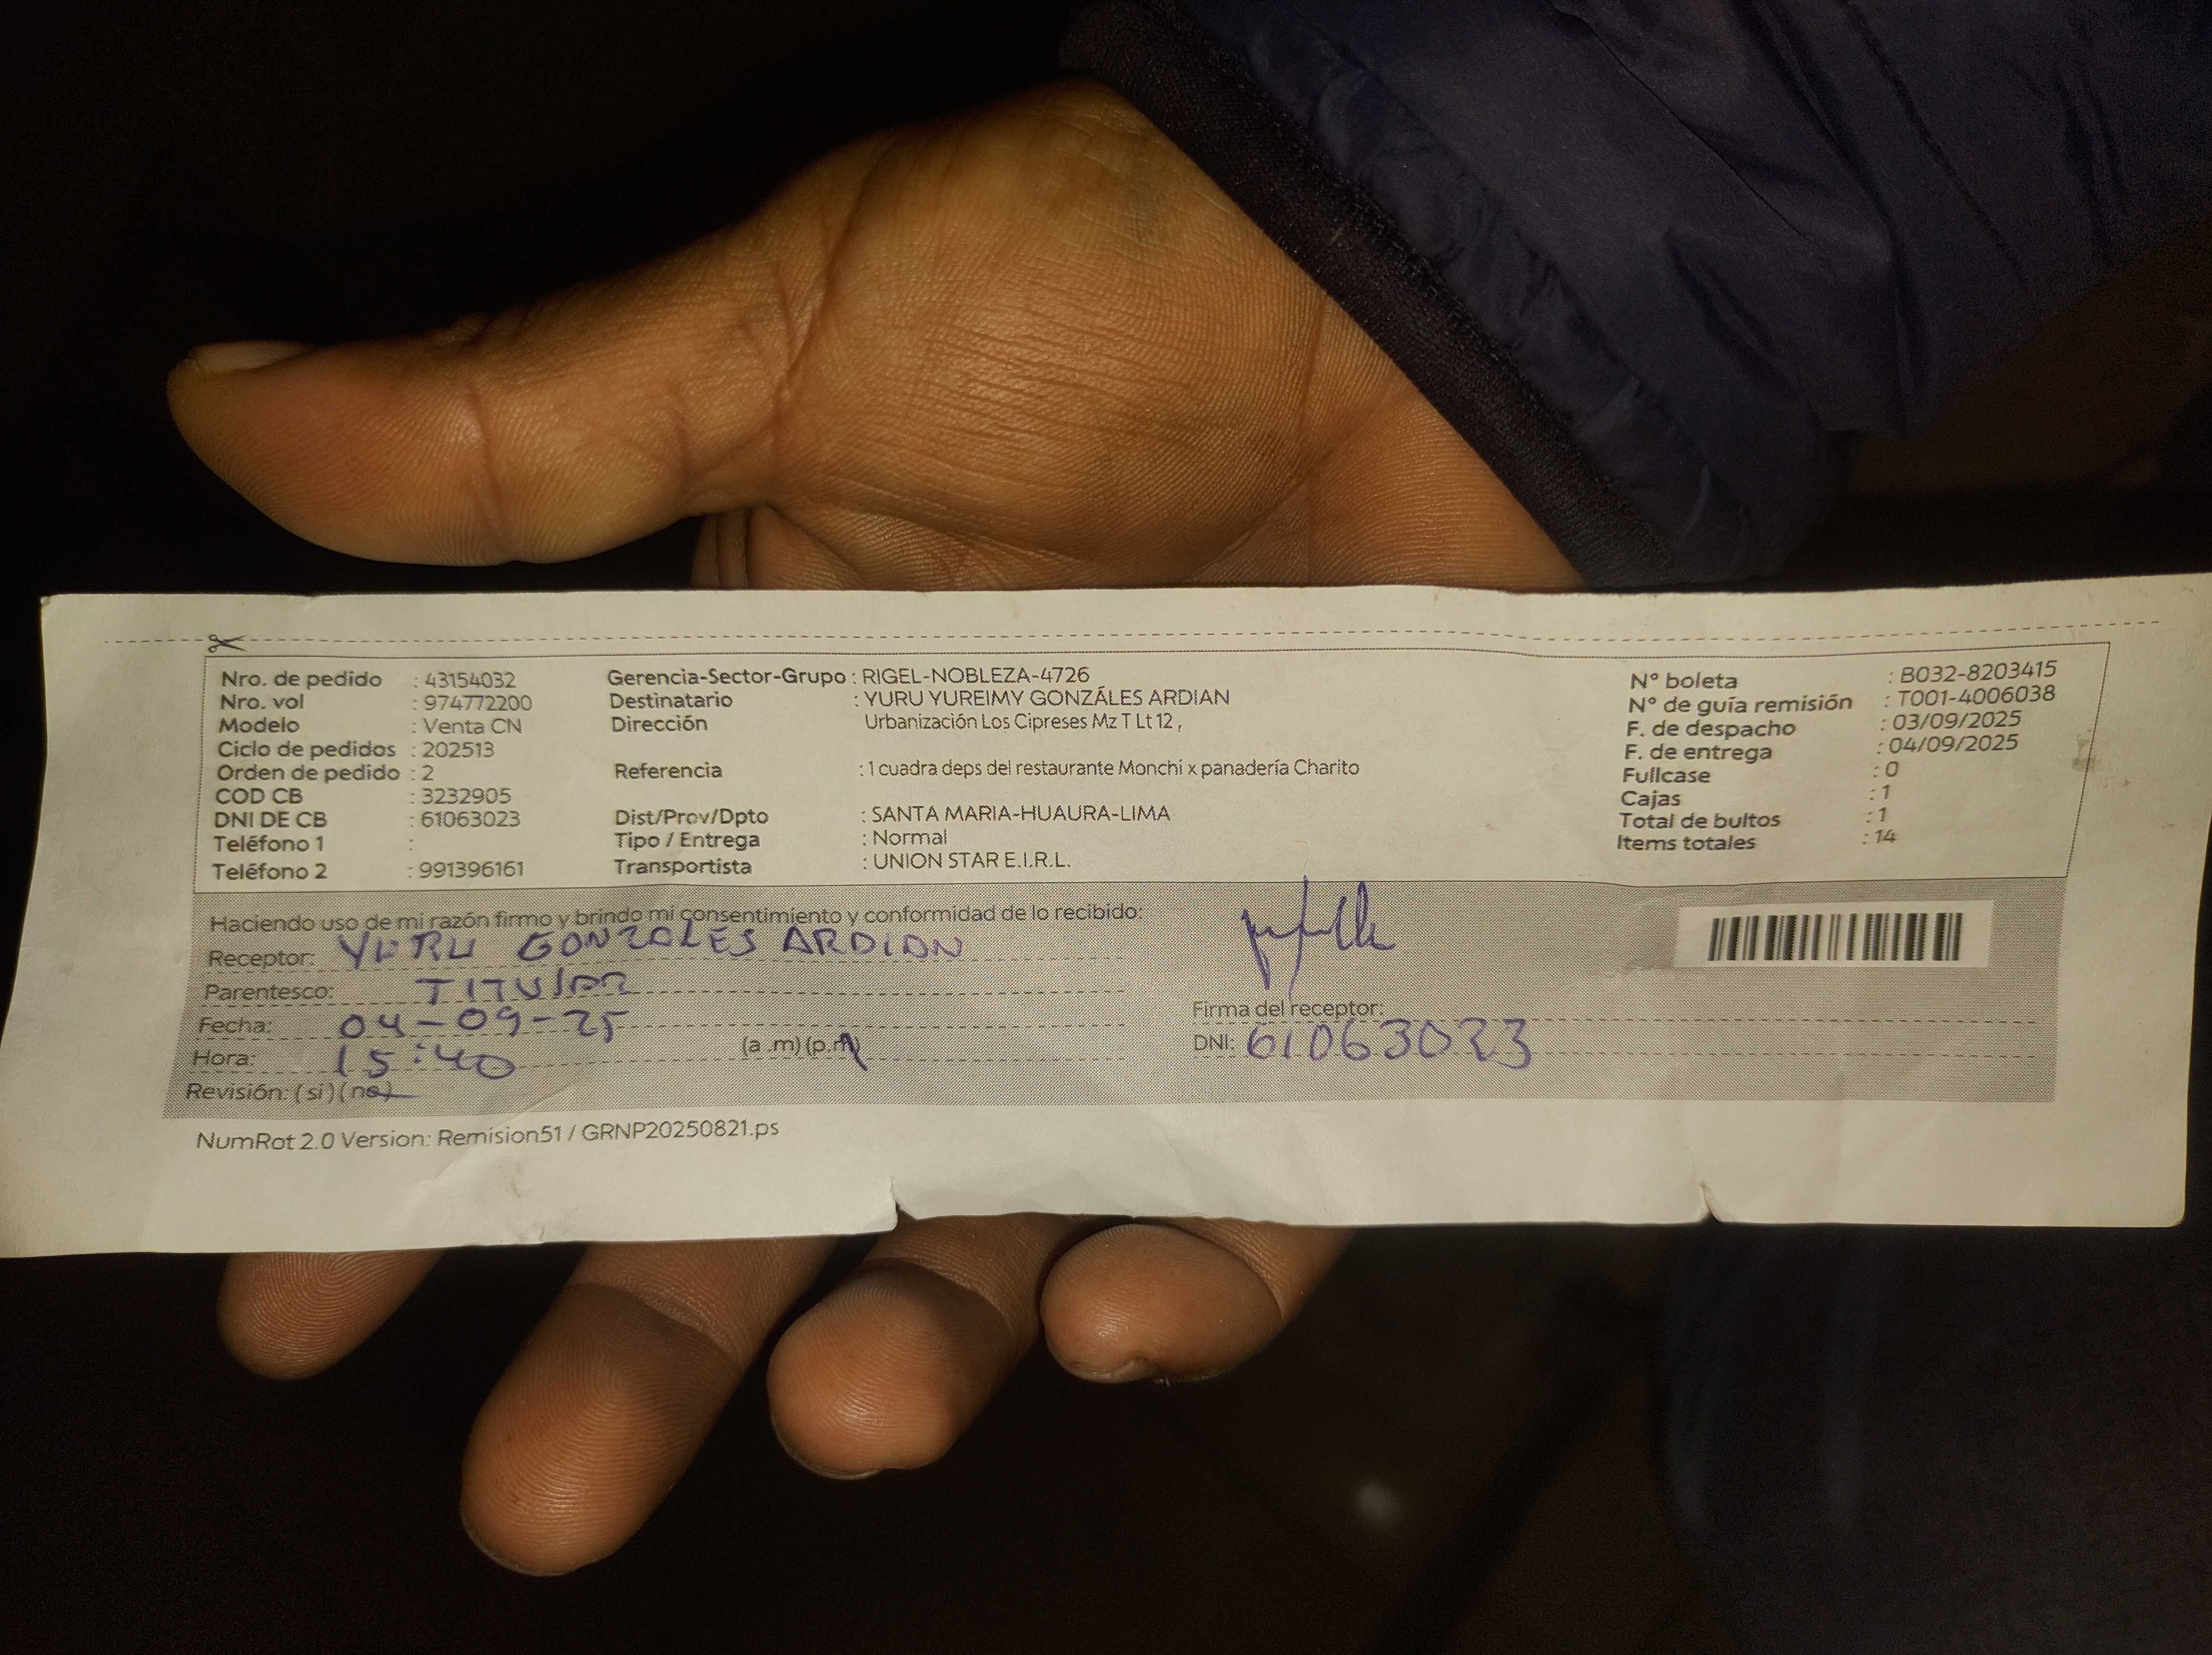 Nro. de pedido : 43154032 Gerencia-Sector-Grupo : RIGEL-NOBLEZA-4726 N° boleta : B032-8203415
Nro. vol : 974772200 Destinatario : YURU YUREIMY GONZÁLES ARDIAN N° de guía remisión : T001-4006038
Modelo : Venta CN Dirección Urbanización Los Cipreses Mz T Lt 12 , F. de despacho : 03/09/2025
Ciclo de pedidos : 202513 F. de entrega : 04/09/2025
Orden de pedido : 2 Referencia : 1 cuadra deps del restaurante Monchi x panadería Charito Fullcase : 0
COD CB : 3232905 Cajas : 1
DNI DE CB : 61063023 Dist/Prov/Dpto : SANTA MARIA-HUAURA-LIMA Total de bultos : 1
Teléfono 1 : Tipo / Entrega : Normal Items totales : 14
Teléfono 2 : 991396161 Transportista : UNION STAR E.I.R.L.
Haciendo uso de mi razón firmo y brindo mi consentimiento y conformidad de lo recibido:
Receptor: YURU GONZALES ARDIAN
Parentesco: TITULAR
Fecha: 04-09-25 Firma del receptor:
Hora: 15:40 (a .m) (p.m) DNI: 61063023
Revisión: (si) (no)
NumRot 2.0 Version: Remision51 / GRNP20250821.ps